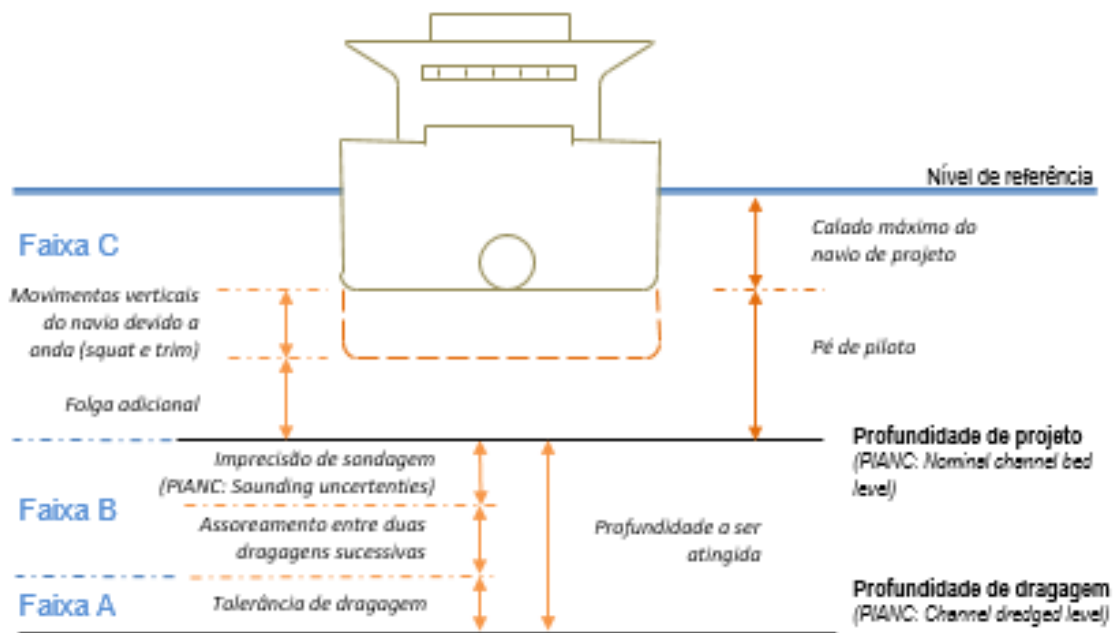 Nível de referência
Faixa C
Calado máximo do
navio de projeto
Movimentos verticais
do navio devido a
onda (squat e trim)
Pé de piloto
Folga adicional
Profundidade de projeto
(PIANC: Nominal channel bed
level)
Imprecisão de sondagem
(PIANC: Sounding uncertenties)
Faixa B
Assoreamento entre duas
dragagens sucessivas
Profundidade a ser
atingida
Faixa A
Tolerância de dragagem
Profundidade de dragagem
(PIANC: Channel dredged level)